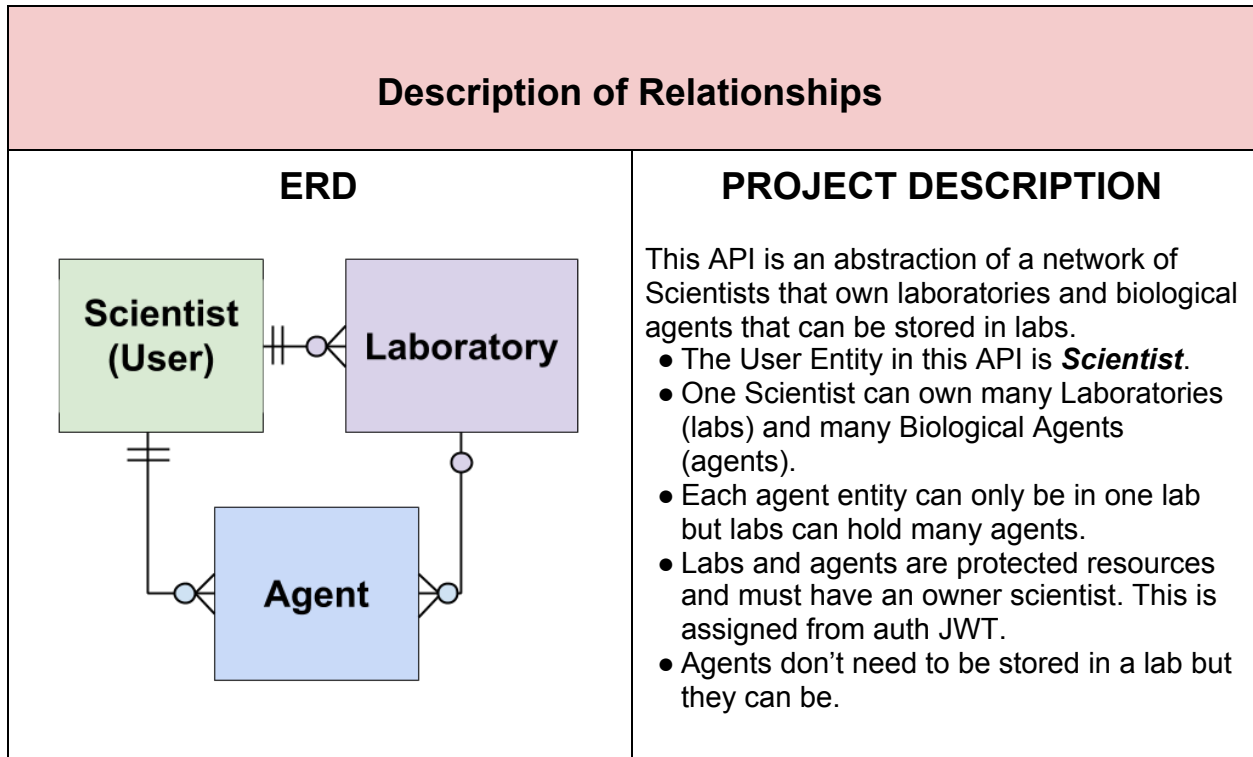 Description of Relationships
ERD
Scientist
(User)
Laboratory
Agent
PROJECT DESCRIPTION
This API is an abstraction of a network of
Scientists that own laboratories and biological
agents that can be stored in labs.
● The User Entity in this API is Scientist.
● One Scientist can own many Laboratories
(labs) and many Biological Agents
(agents).
● Each agent entity can only be in one lab
but labs can hold many agents.
● Labs and agents are protected resources
and must have an owner scientist. This is
assigned from auth JWT.
● Agents don’t need to be stored in a lab but
they can be.